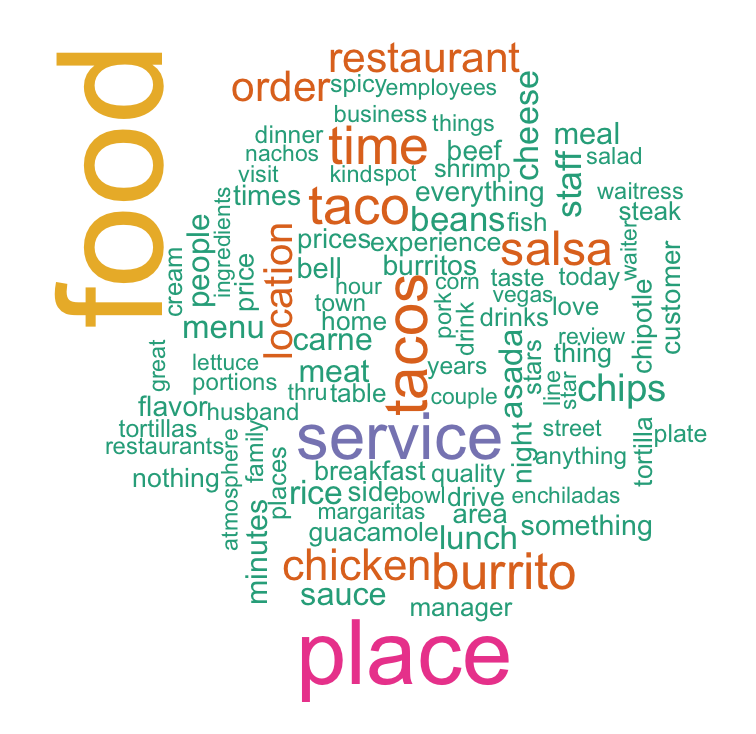 food
restaurant
order
spicy
employees
business
things
cheese
dinner
time
meal
nachos
beef
staff
salad
visit
kind
spot
shrimp
times
taco
everything
waitress
ingredients
people
beans
fish
steak
location
prices
experience
salsa
waiter
cream
price
bell
burritos
taste
today
customer
hour
tacos
corn
vegas
chipotle
town
pork
drink
drinks
love
menu
home
carne
review
great
lettuce
meat
years
asada
stars
thing
portions
thru
table
couple
line
star
chips
flavor
husband
service
night
street
tortilla
plate
tortillas
restaurants
family
anything
atmosphere
places
nothing
breakfast
quality
rice
side
bowl
drive
enchiladas
minutes
margaritas
area
something
guacamole
lunch
chicken
burrito
sauce
manager
place